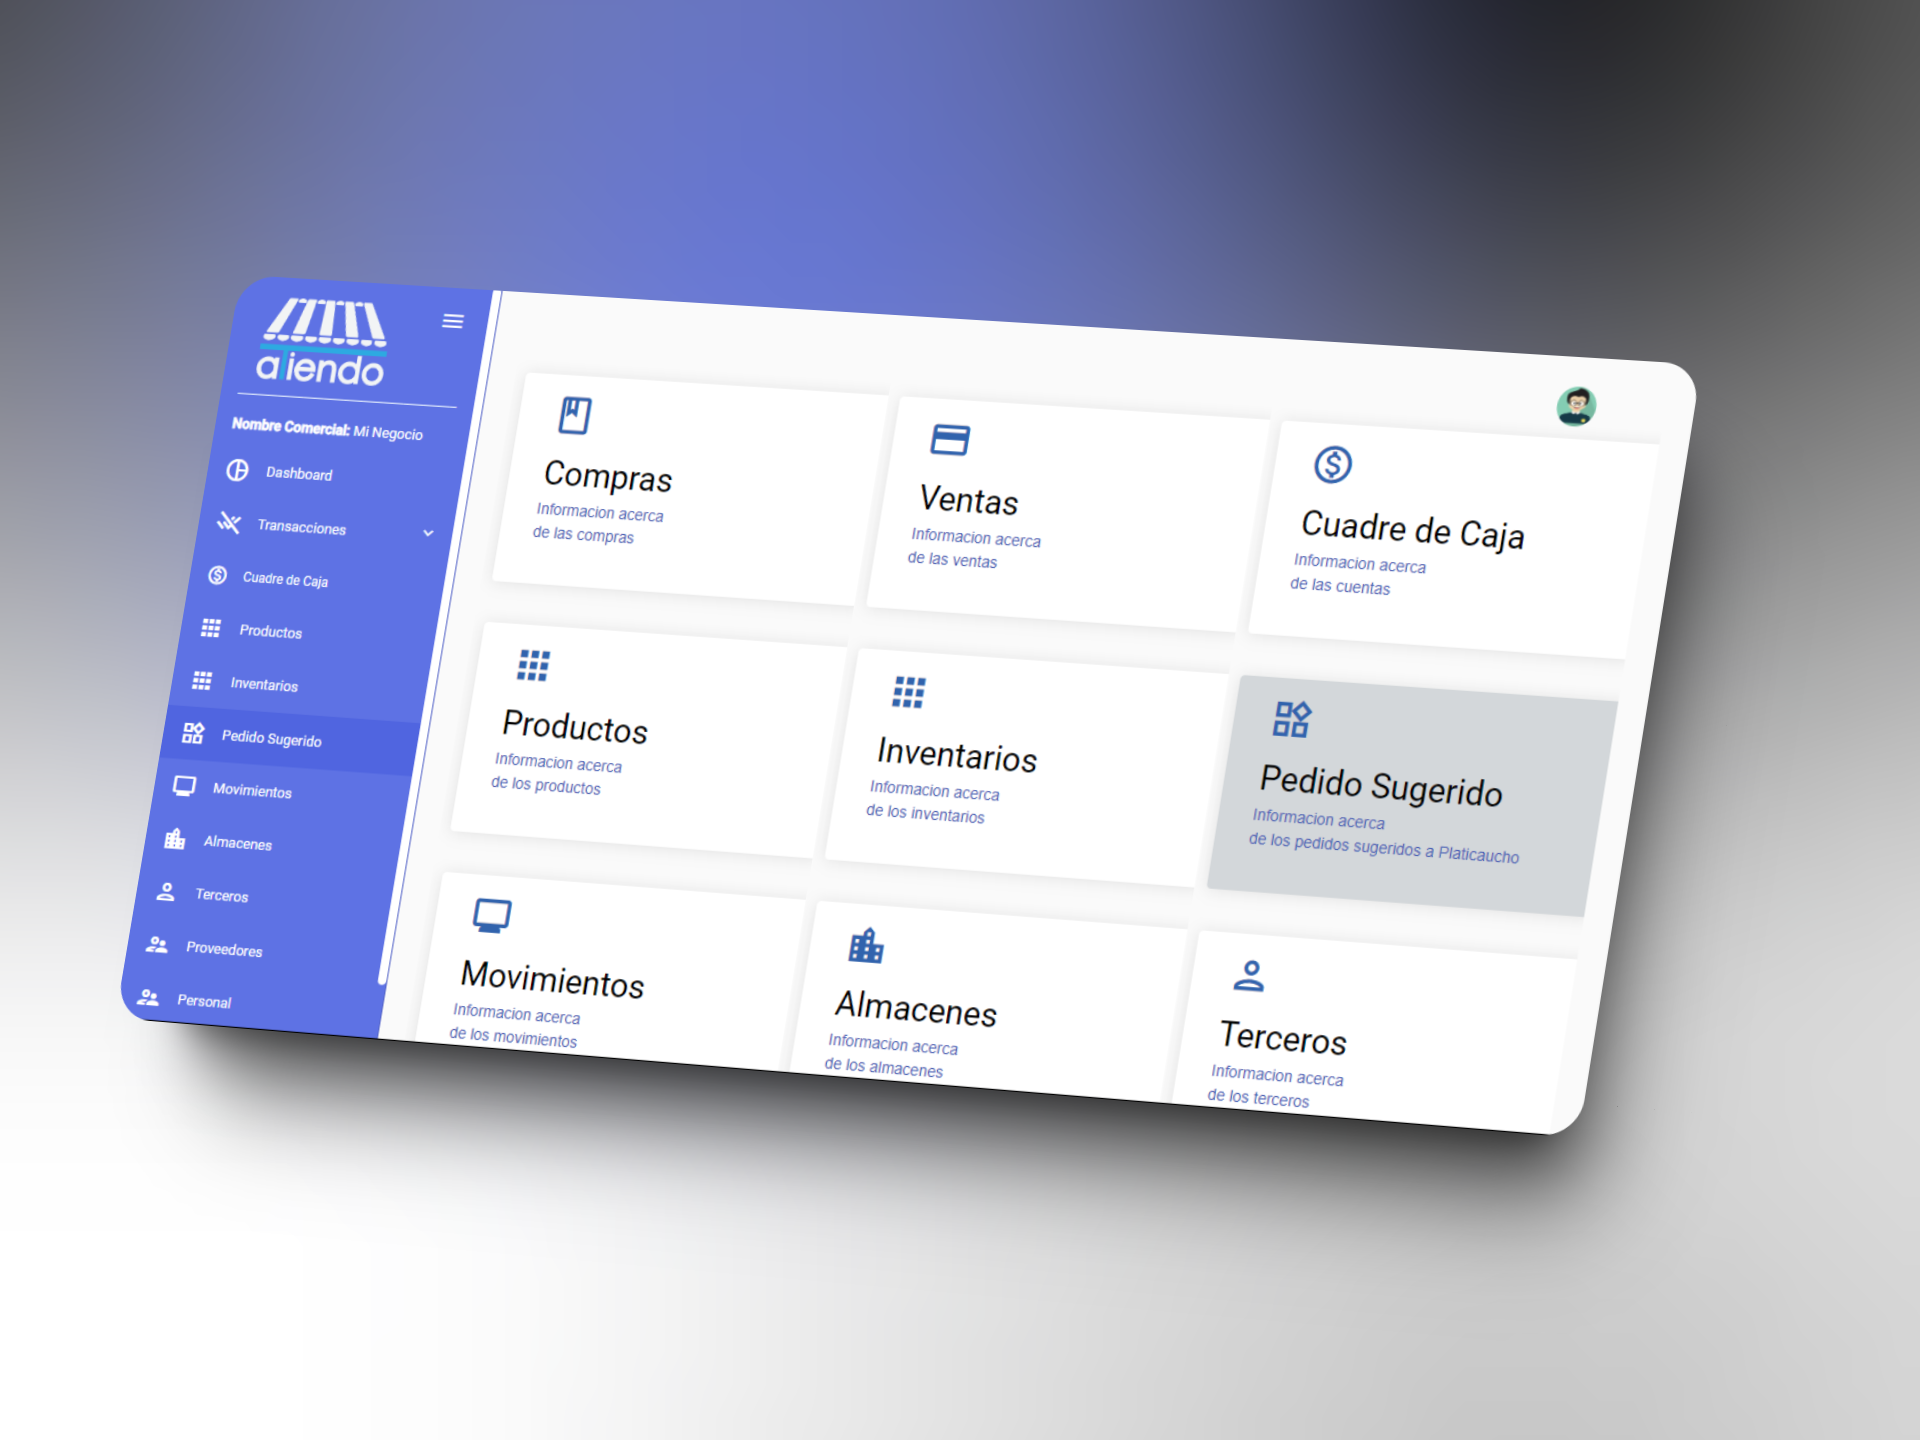 aTiendo
Nombre Comercial: Mi Negocio
Dashboard
Transacciones
Cuadre de Caja
Productos
Inventarios
Pedido Sugerido
Movimientos
Almacenes
Terceros
Proveedores
Personal
Compras
Informacion acerca
de las compras
Ventas
Informacion acerca
de las ventas
Cuadre de Caja
Informacion acerca
de las cuentas
Productos
Informacion acerca
de los productos
Inventarios
Informacion acerca
de los inventarios
Pedido Sugerido
Informacion acerca
de los pedidos sugeridos a Platicaucho
Movimientos
Informacion acerca
de los movimientos
Almacenes
Informacion acerca
de los almacenes
Terceros
Informacion acerca
de los terceros